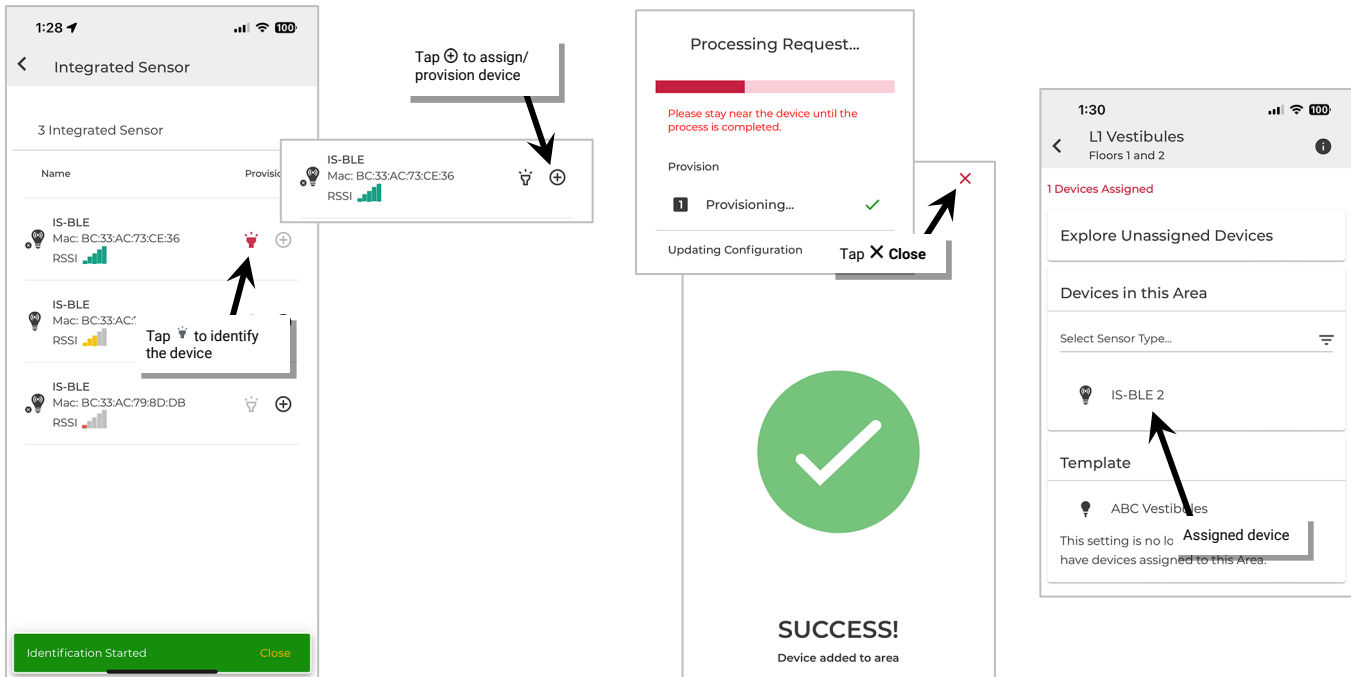 1:28
100
Integrated Sensor
3 Integrated Sensor
Name
IS-BLE
Mac: BC:33:AC:73:CE:36
RSSI
IS-BLE
RSSI
Tap to identify
the device
IS-BLE
Mac: BC:33:AC:79:8D:DB
RSSI
Identification Started
Close
Tap ⊕ to assign/
provision device
IS-BLE
Mac: BC:33:AC:73:CE:36
RSSI
Processing Request...
Please stay near the device until the
process is completed.
Provision
1 Provisioning...
Updating Configuration
Tap ✕ Close
SUCCESS!
Device added to area
1:30
100
L1 Vestibules
Floors 1 and 2
1 Devices Assigned
Explore Unassigned Devices
Devices in this Area
Select Sensor Type...
IS-BLE 2
Template
ABC Vestibules
This setting is no
Assigned device
have devices assigned to this Area.